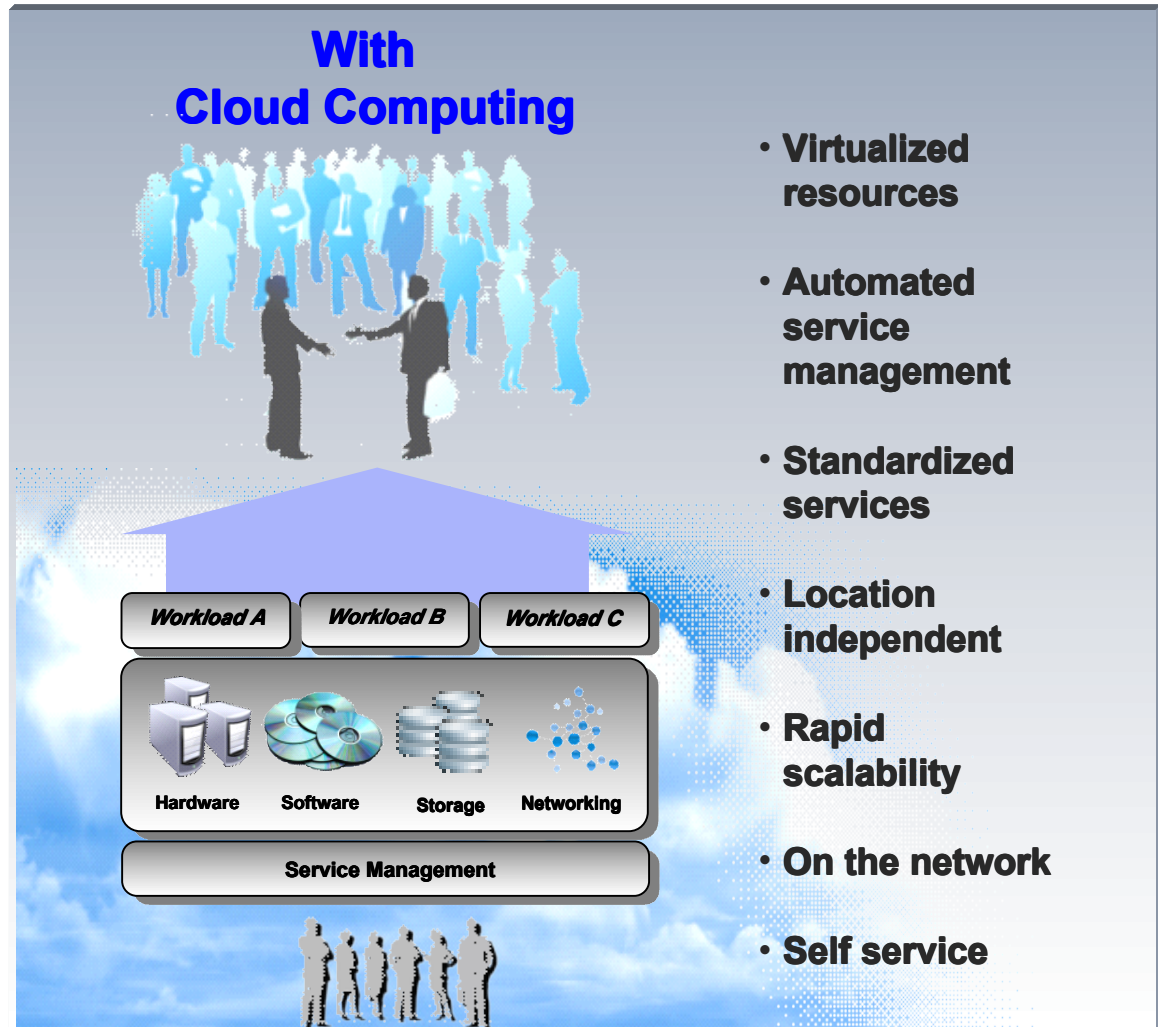 With
Cloud Computing
• Virtualized
resources
• Automated
service
management
• Standardized
services
• Location
independent
• Rapid
scalability
• On the network
• Self service
Workload A
Workload B
Workload C
Hardware
Software
Storage
Networking
Service Management